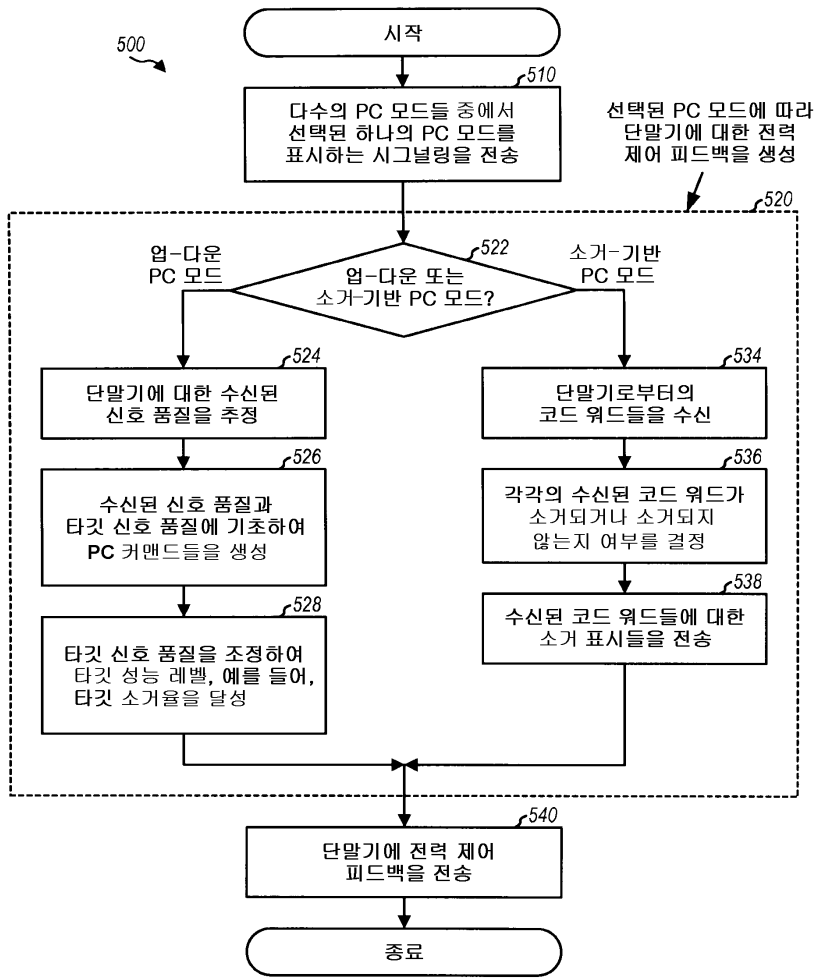 500
시작
510
다수의 PC 모드들 중에서
선택된 하나의 PC 모드를
표시하는 시그널링을 전송
선택된 PC 모드에 따라
단말기에 대한 전력
제어 피드백을 생성
520
업-다운
PC 모드
522
업-다운 또는
소거-기반 PC 모드?
소거-기반
PC 모드
524
단말기에 대한 수신된
신호 품질을 추정
526
수신된 신호 품질과
타깃 신호 품질에 기초하여
PC 커맨드들을 생성
528
타깃 신호 품질을 조정하여
타깃 성능 레벨, 예를 들어,
타깃 소거율을 달성
534
단말기로부터의
코드 워드들을 수신
536
각각의 수신된 코드 워드가
소거되거나 소거되지
않는지 여부를 결정
538
수신된 코드 워드들에 대한
소거 표시들을 전송
540
단말기에 전력 제어
피드백을 전송
종료